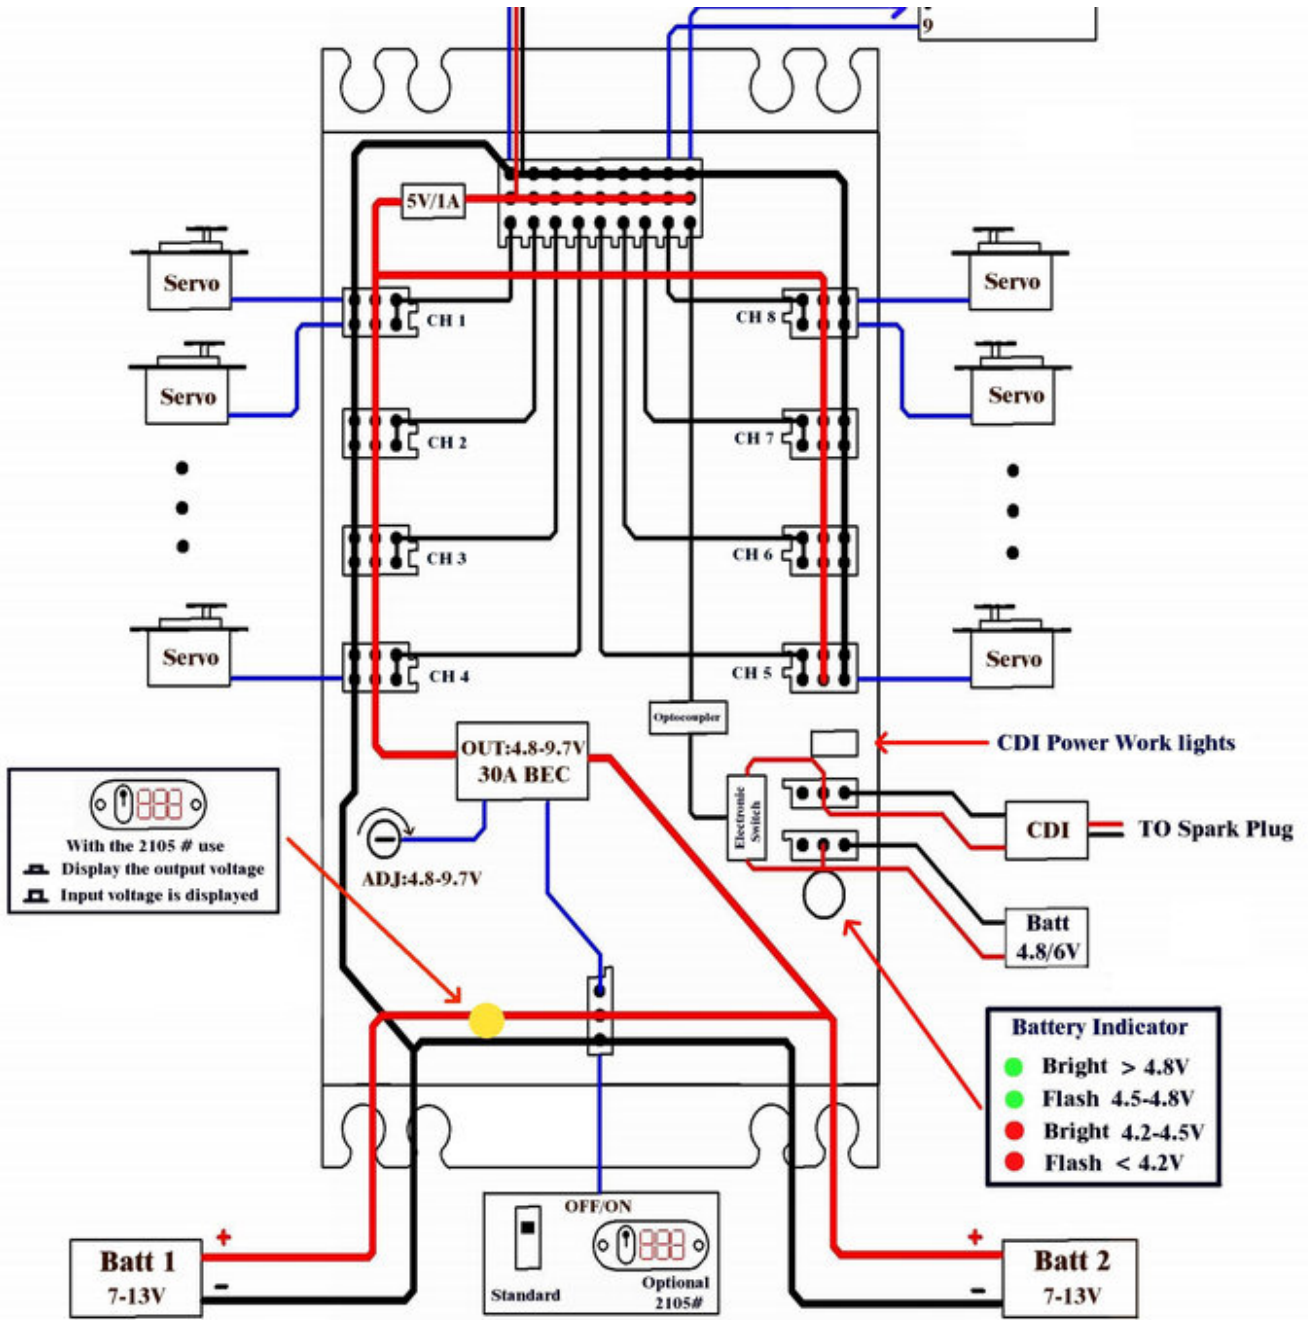 9
5V/1A
Servo
Servo
CH 1
CH 8
Servo
Servo
CH 2
CH 7
CH 3
CH 6
Servo
Servo
CH 4
CH 5
Optocoupler
OUT:4.8-9.7V
30A BEC
CDI Power Work lights
Electronic
Switch
CDI
TO Spark Plug
With the 2105 # use
Display the output voltage
Input voltage is displayed
ADJ:4.8-9.7V
Batt
4.8/6V
Battery Indicator
Bright > 4.8V
Flash 4.5-4.8V
Bright 4.2-4.5V
Flash < 4.2V
OFF/ON
Standard
Optional
2105#
+
Batt 1
7-13V
-
+
Batt 2
7-13V
-